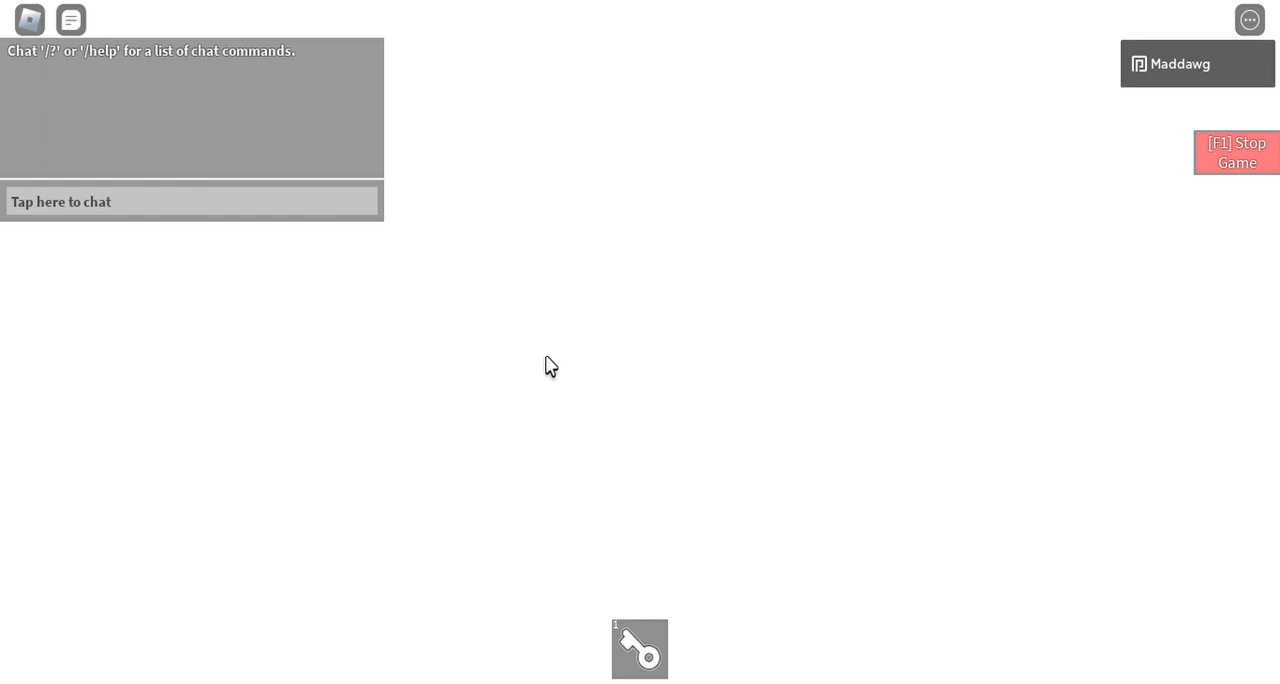 Chat '/?' or '/help' for a list of chat commands.
Maddawg
[F1] Stop
Game
Tap here to chat
1